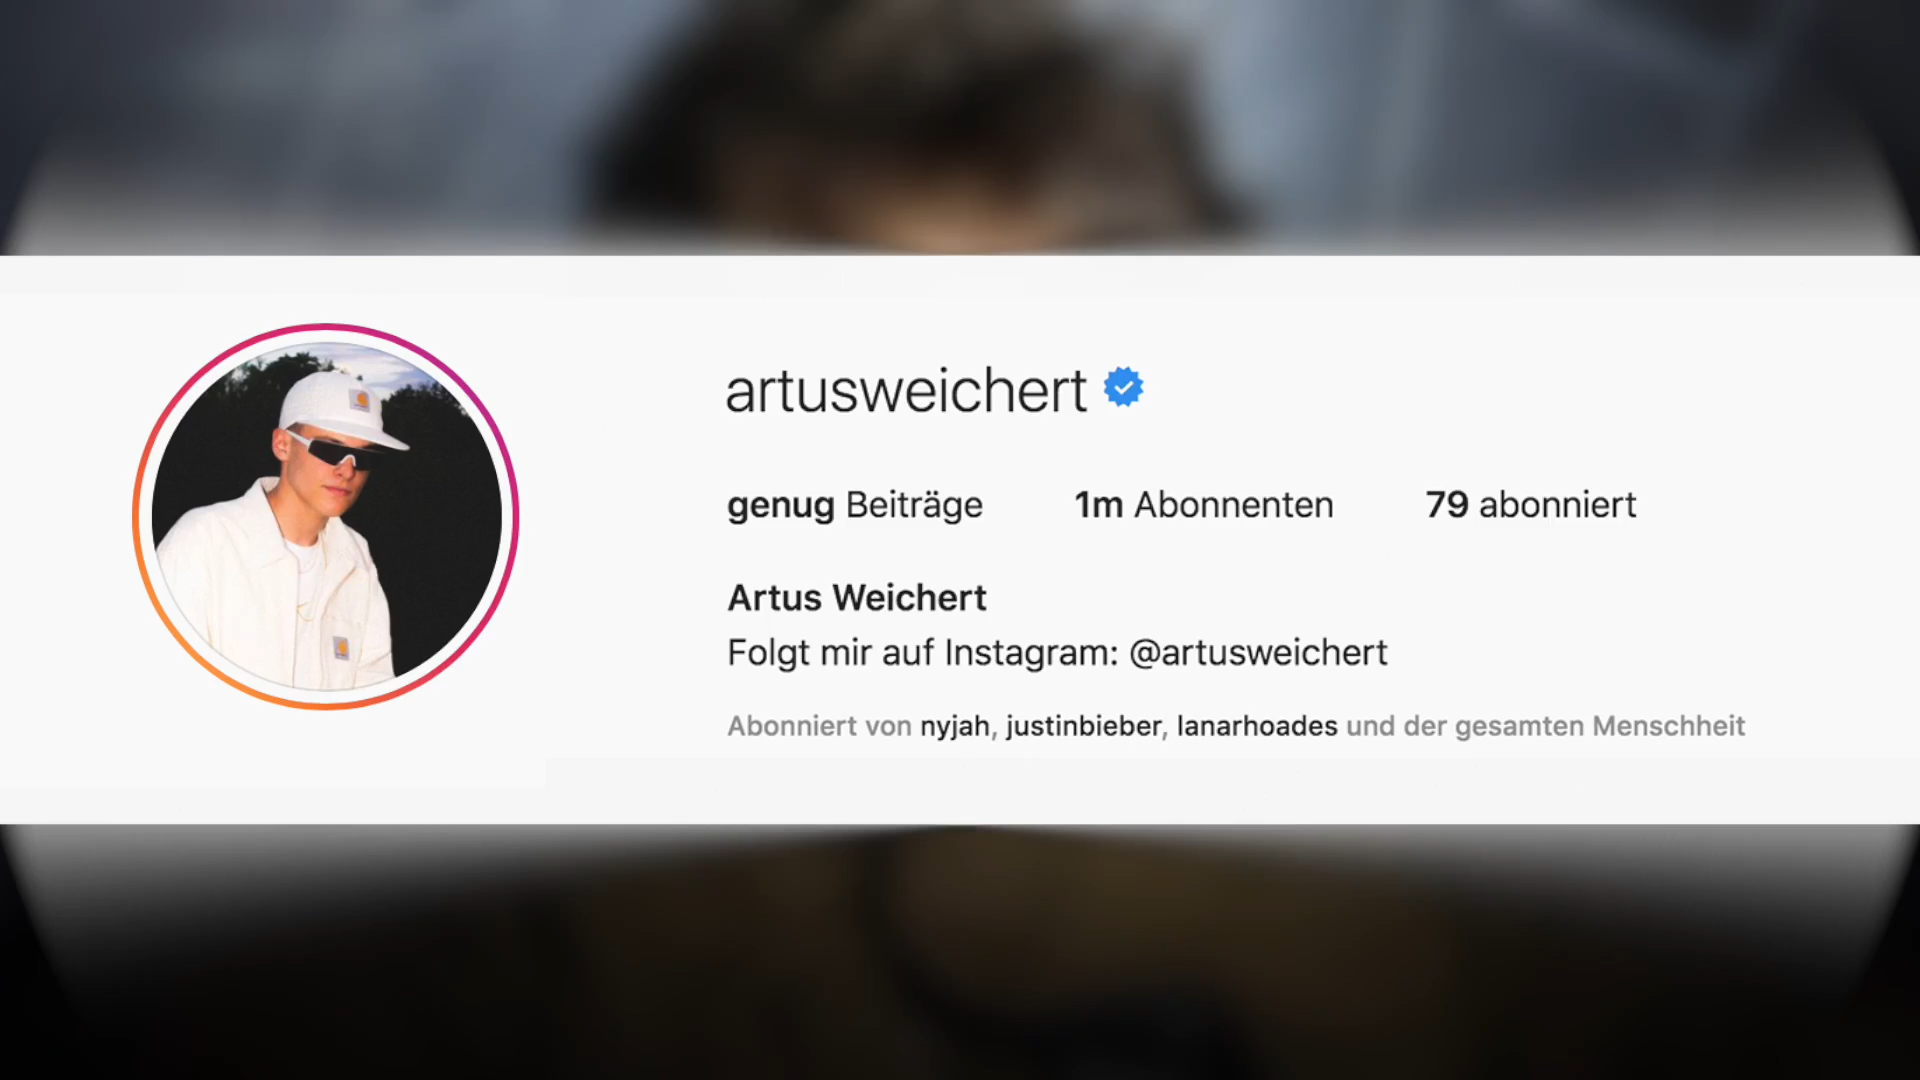 artusweichert
genug Beiträge 1m Abonnenten 79 abonniert
Artus Weichert
Folgt mir auf Instagram: @artusweichert
Abonniert von nyjah, justinbieber, lanarhoades und der gesamten Menschheit